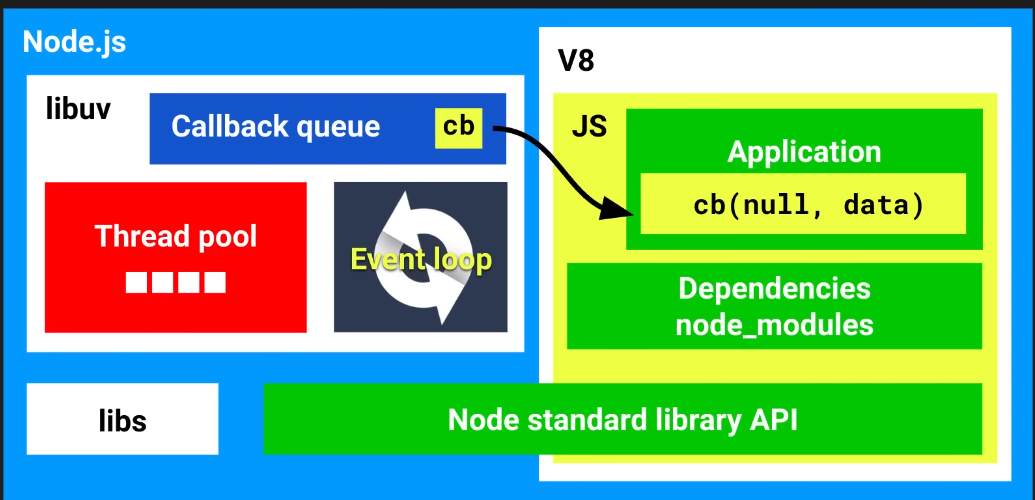 Node.js
libuv
Callback queue
cb
Thread pool
Event loop
libs
V8
JS
Application
cb(null, data)
Dependencies
node_modules
Node standard library API